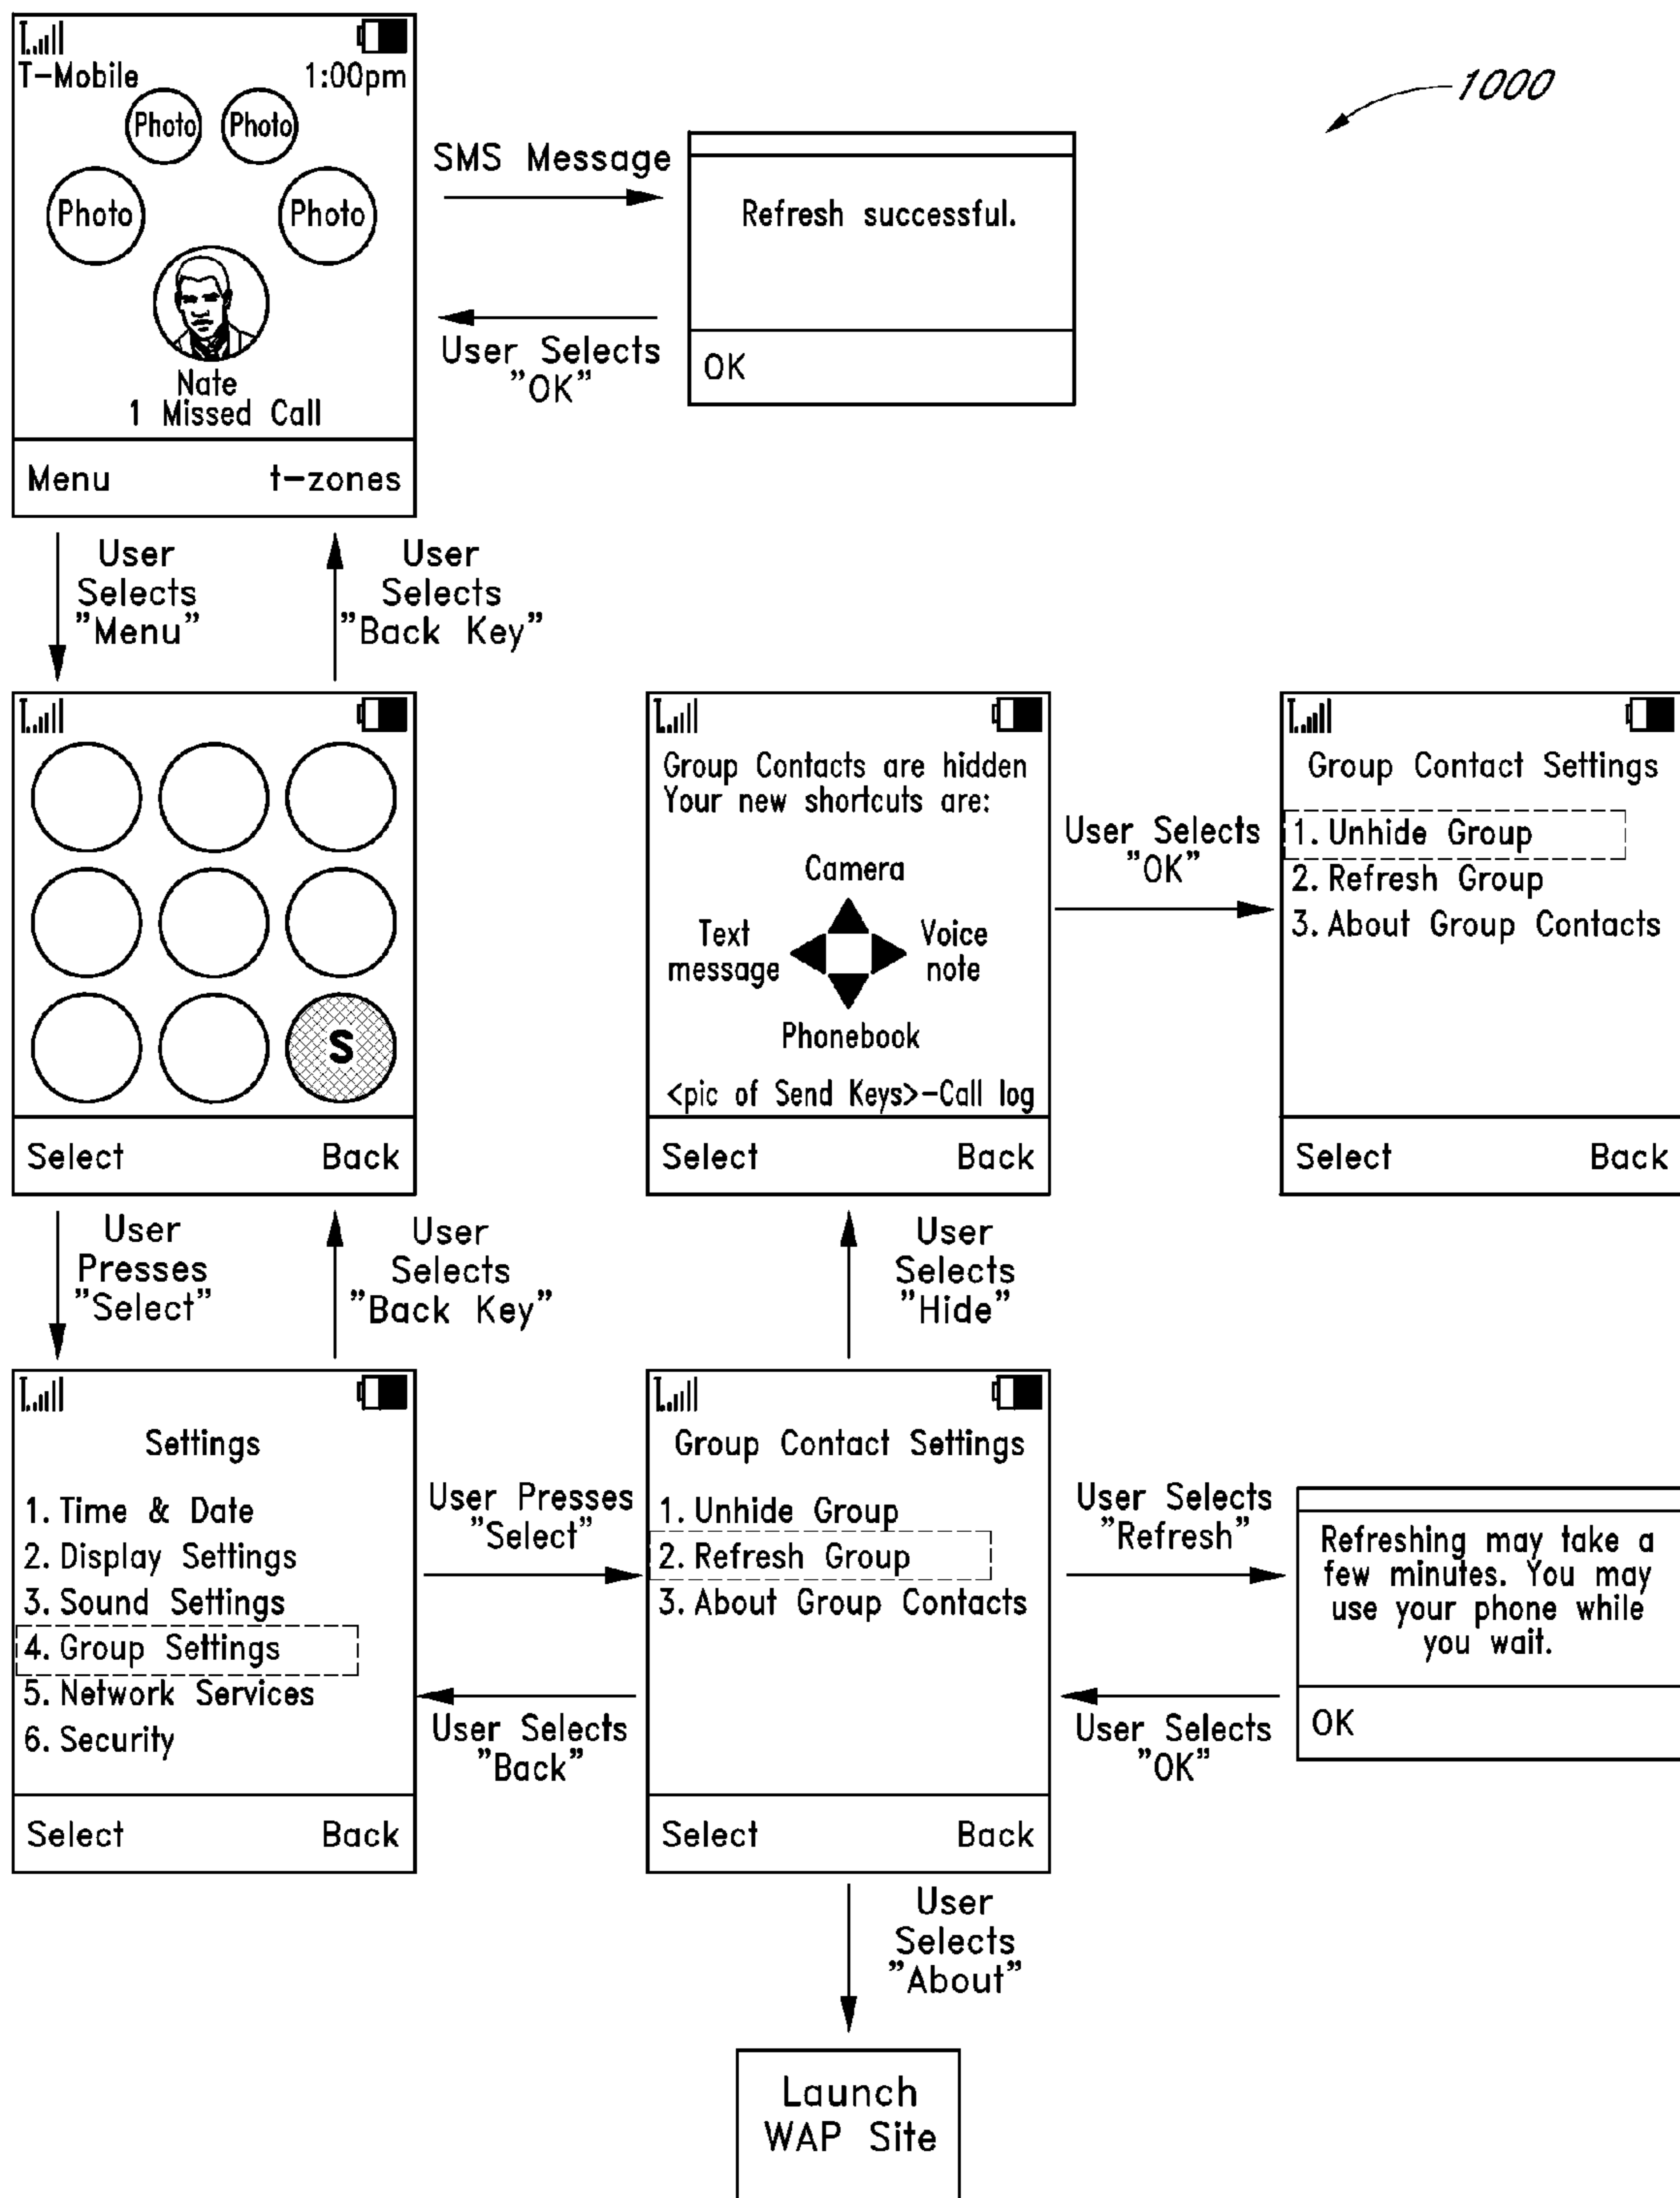 1000
T-Mobile 1:00pm
Photo Photo
Photo Photo
Nate
1 Missed Call
Menu t-zones
SMS Message
User Selects
"OK"
Refresh successful.
OK
User
Selects
"Menu"
User
Selects
"Back Key"
S
Select Back
Group Contacts are hidden
Your new shortcuts are:
Camera
Text
message
Voice
note
Phonebook
<pic of Send Keys>-Call log
Select Back
User Selects
"OK"
Group Contact Settings
1. Unhide Group
2. Refresh Group
3. About Group Contacts
Select Back
User
Presses
"Select"
User
Selects
"Back Key"
User
Selects
"Hide"
Settings
1. Time & Date
2. Display Settings
3. Sound Settings
4. Group Settings
5. Network Services
6. Security
Select Back
User Presses
"Select"
User Selects
"Back"
Group Contact Settings
1. Unhide Group
2. Refresh Group
3. About Group Contacts
Select Back
User Selects
"Refresh"
User Selects
"OK"
Refreshing may take a
few minutes. You may
use your phone while
you wait.
OK
User
Selects
"About"
Launch
WAP Site